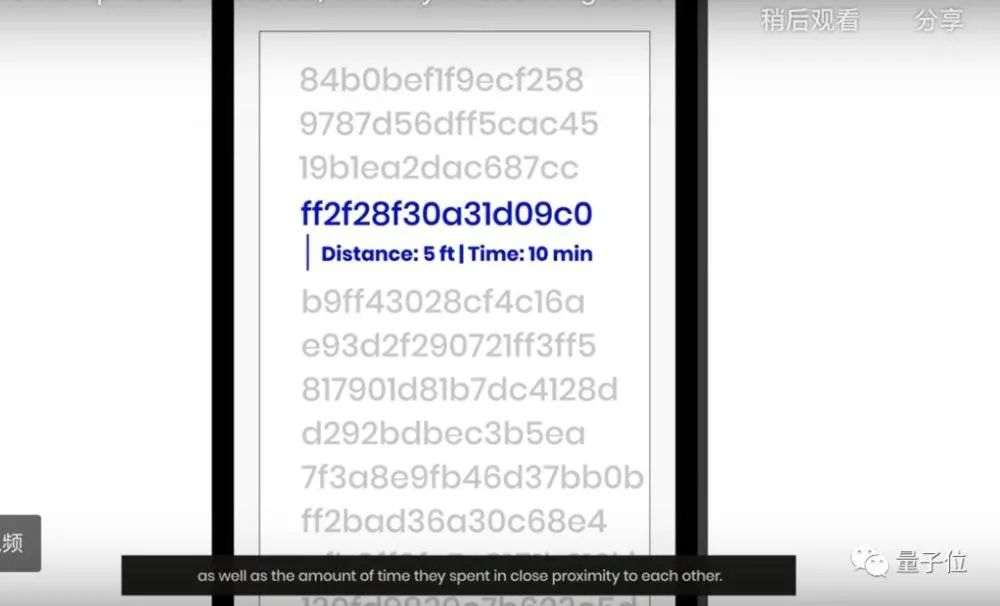 稍后观看 分享
84b0bef1f9ecf258
9787d56dff5cac45
19b1ea2dac687cc
ff2f28f30a31d09c0
Distance: 5 ft | Time: 10 min
b9ff43028cf4c16a
e93d2f290721ff3ff5
817901d81b7dc4128d
d292bdbec3b5ea
7f3a8e9fb46d37bb0b
ff2bad36a30c68e4
频
as well as the amount of time they spent in close proximity to each other.
量子位